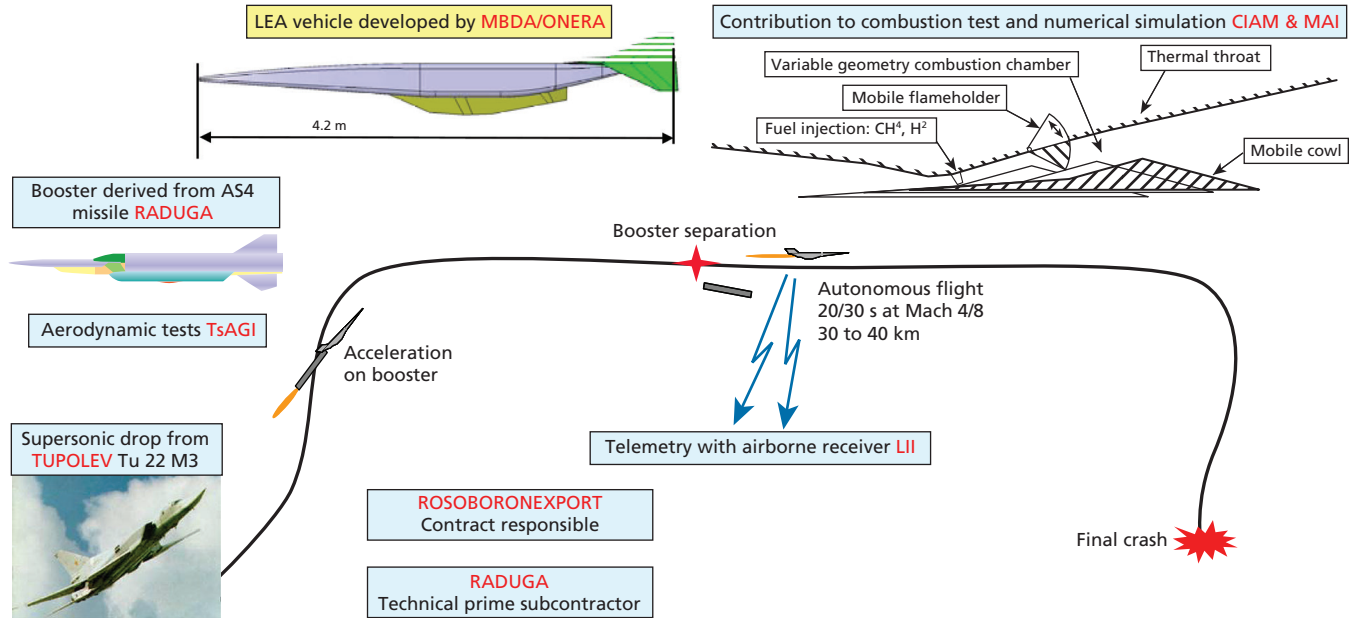 LEA vehicle developed by MBDA/ONERA
4.2 m
Contribution to combustion test and numerical simulation CIAM & MAI
Variable geometry combustion chamber
Thermal throat
Mobile flameholder
Fuel injection: CH⁴, H²
Mobile cowl
Booster derived from AS4
missile RADUGA
Aerodynamic tests TsAGI
Acceleration
on booster
Booster separation
Autonomous flight
20/30 s at Mach 4/8
30 to 40 km
Supersonic drop from
TUPOLEV Tu 22 M3
Telemetry with airborne receiver LII
ROSOBORONEXPORT
Contract responsible
RADUGA
Technical prime subcontractor
Final crash